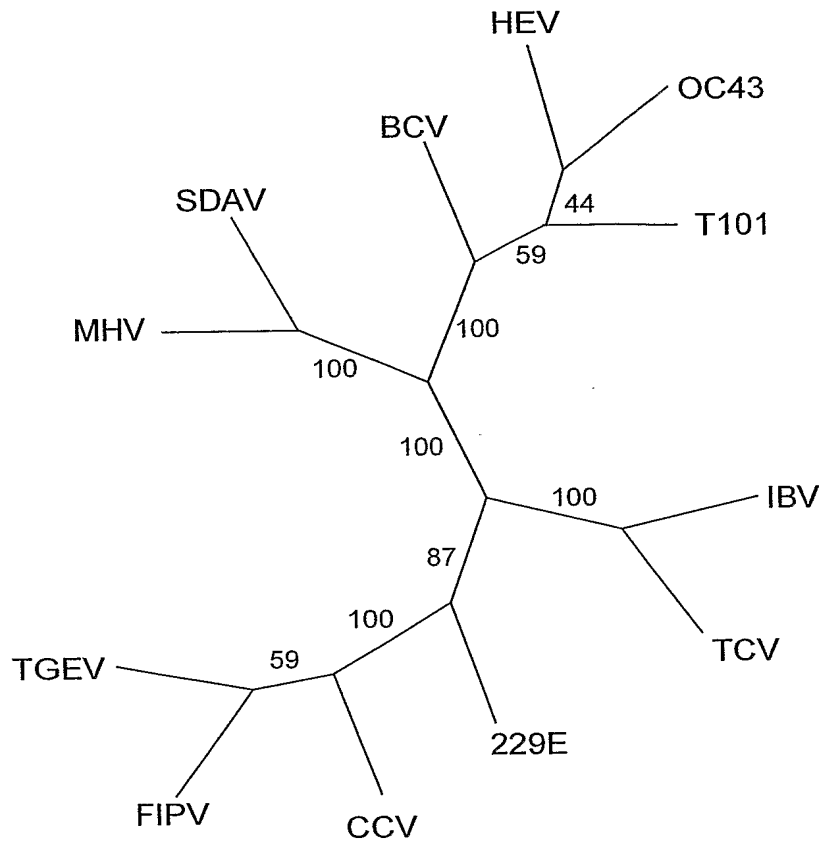 HEV
OC43
BCV
SDAV
44
T101
59
MHV
100
100
100
100
IBV
87
100
TCV
59
TGEV
229E
FIPV
CCV